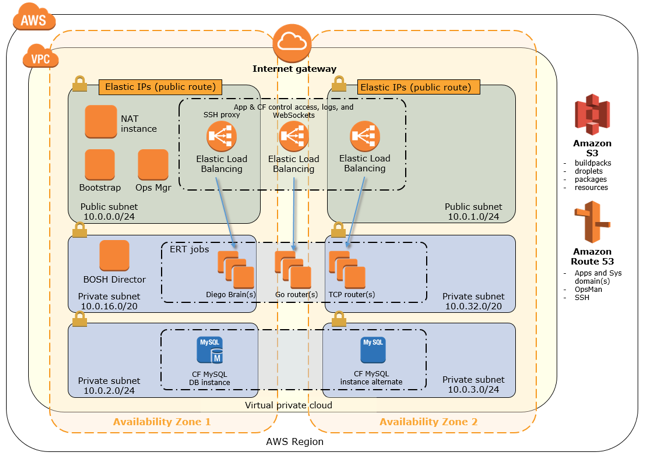 AWS
VPC
Internet gateway
Elastic IPs (public route)
Elastic IPs (public route)
App & CF control access, logs, and
WebSockets
SSH proxy
NAT
instance
Elastic Load
Balancing
Elastic Load
Balancing
Elastic Load
Balancing
Bootstrap
Ops Mgr
Public subnet
10.0.0.0/24
Public subnet
10.0.1.0/24
ERT jobs
BOSH Director
Diego Brain(s)
Go router(s)
TCP router(s)
Private subnet
10.0.16.0/20
Private subnet
10.0.32.0/20
MySQL
M
CF MySQL
DB instance
MySQL
CF MySQL
instance alternate
Private subnet
10.0.2.0/24
Private subnet
10.0.3.0/24
Virtual private cloud
Availability Zone 1
Availability Zone 2
AWS Region
Amazon
S3
- buildpacks
- droplets
- packages
- resources
Amazon
Route 53
- Apps and Sys
domain(s)
- OpsMan
- SSH